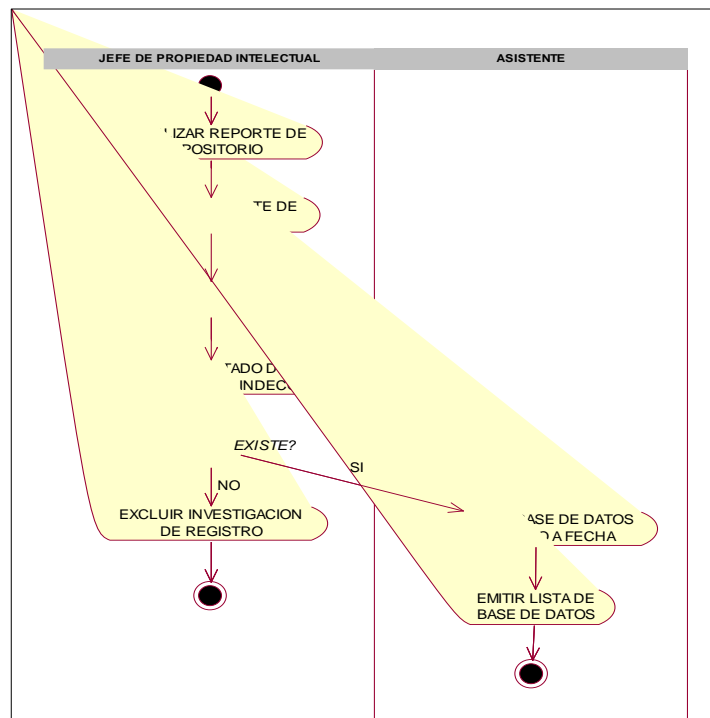 JEFE DE PROPIEDAD INTELECTUAL
ASISTENTE
IZAR REPORTE DE
POSITORIO
TE DE
TADO D
INDEC
EXISTE?
SI
NO
EXCLUIR INVESTIGACION
DE REGISTRO
ASE DE DATOS
A FECHA
EMITIR LISTA DE
BASE DE DATOS